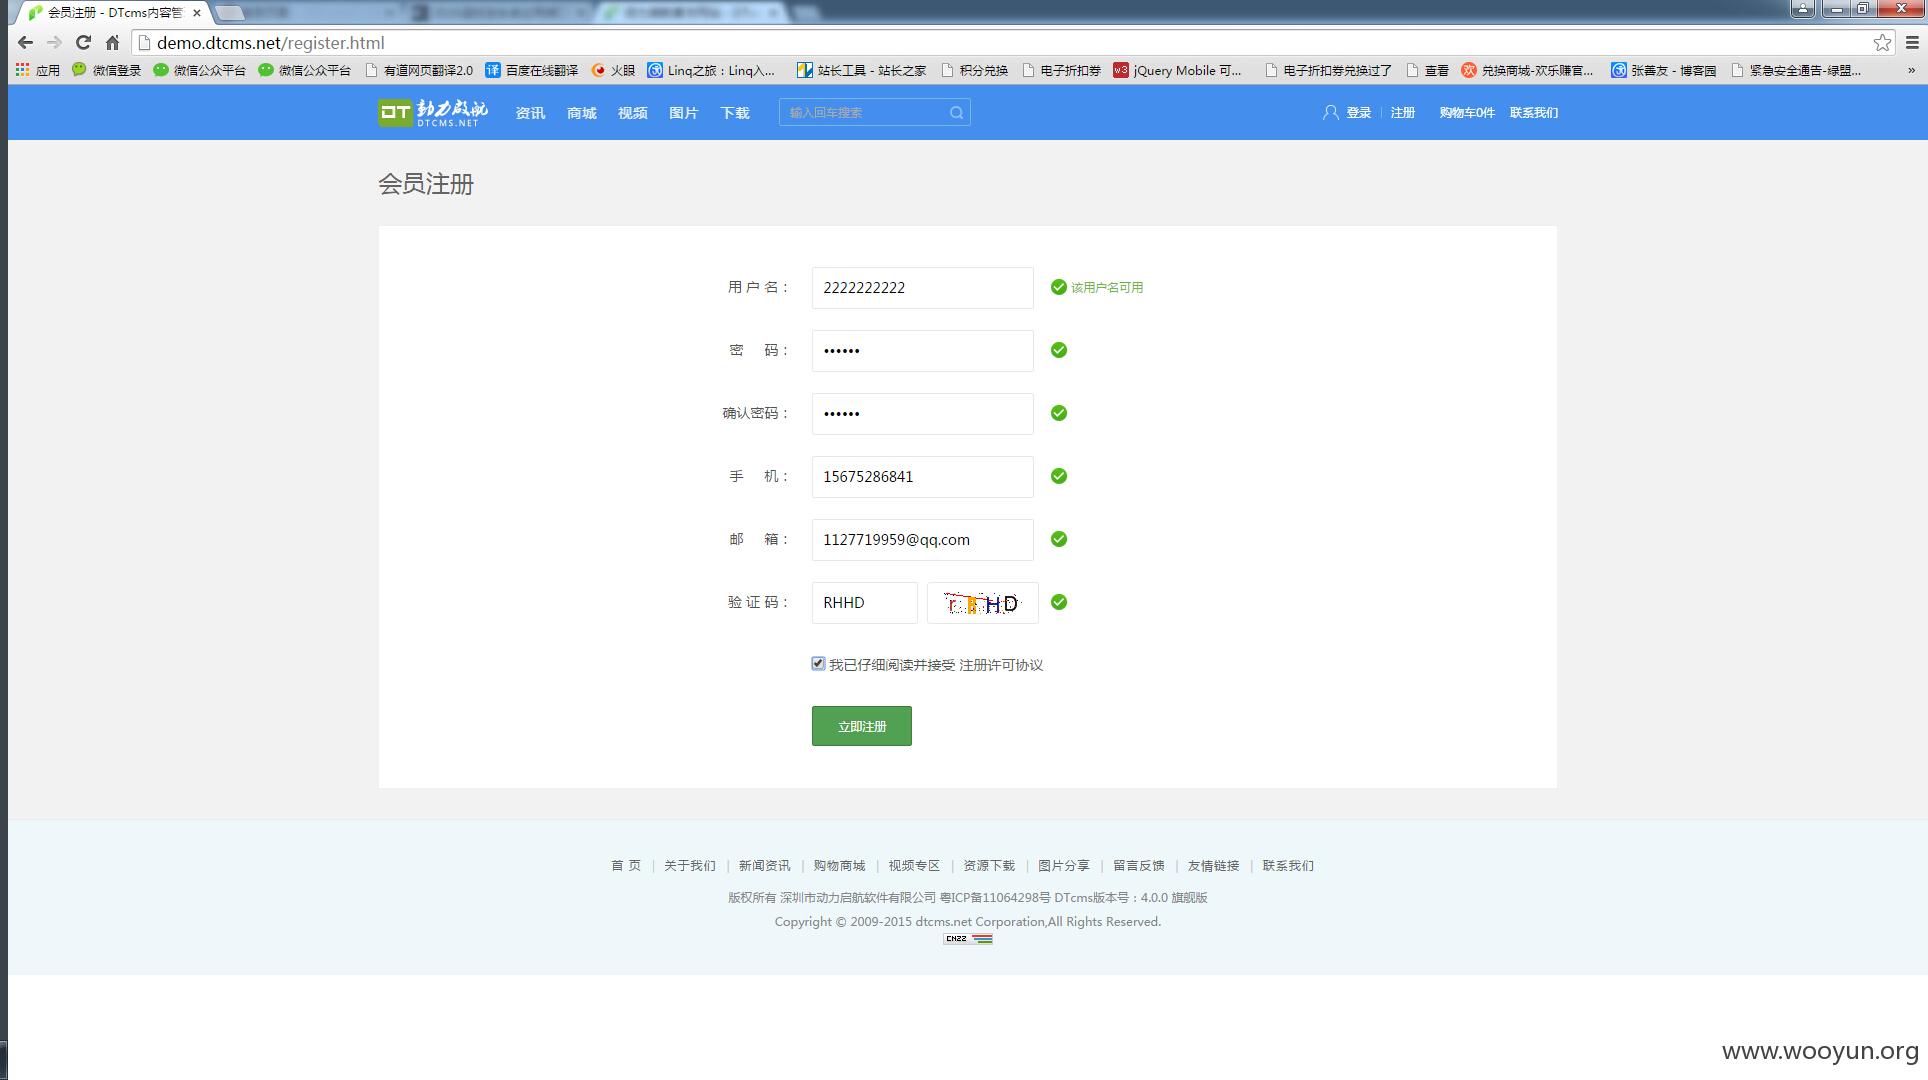 会员注册 - DTcms内容管
demo.dtcms.net/register.html
应用 微信登录 微信公众平台 微信公众平台 有道网页翻译2.0 百度在线翻译 火眼 Linq之旅：Linq入... 站长工具 - 站长之家 积分兑换 电子折扣券 jQuery Mobile 可... 电子折扣券兑换过了 查看 兑换商城-欢乐赚官... 张善友 - 博客园 紧急安全通告-绿盟... »
DT 动力启航 DTCMS.NET 资讯 商城 视频 图片 下载 输入回车搜索 登录 注册 购物车0件 联系我们
会员注册
用 户 名： 2222222222 该用户名可用
密 码： ••••••
确认密码： ••••••
手 机： 15675286841
邮 箱： 1127719959@qq.com
验 证 码： RHHD
我已仔细阅读并接受 注册许可协议
立即注册
首 页 | 关于我们 | 新闻资讯 | 购物商城 | 视频专区 | 资源下载 | 图片分享 | 留言反馈 | 友情链接 | 联系我们
版权所有 深圳市动力启航软件有限公司 粤ICP备11064298号 DTcms版本号：4.0.0 旗舰版
Copyright © 2009-2015 dtcms.net Corporation,All Rights Reserved.
CNZZ
www.wooyun.org